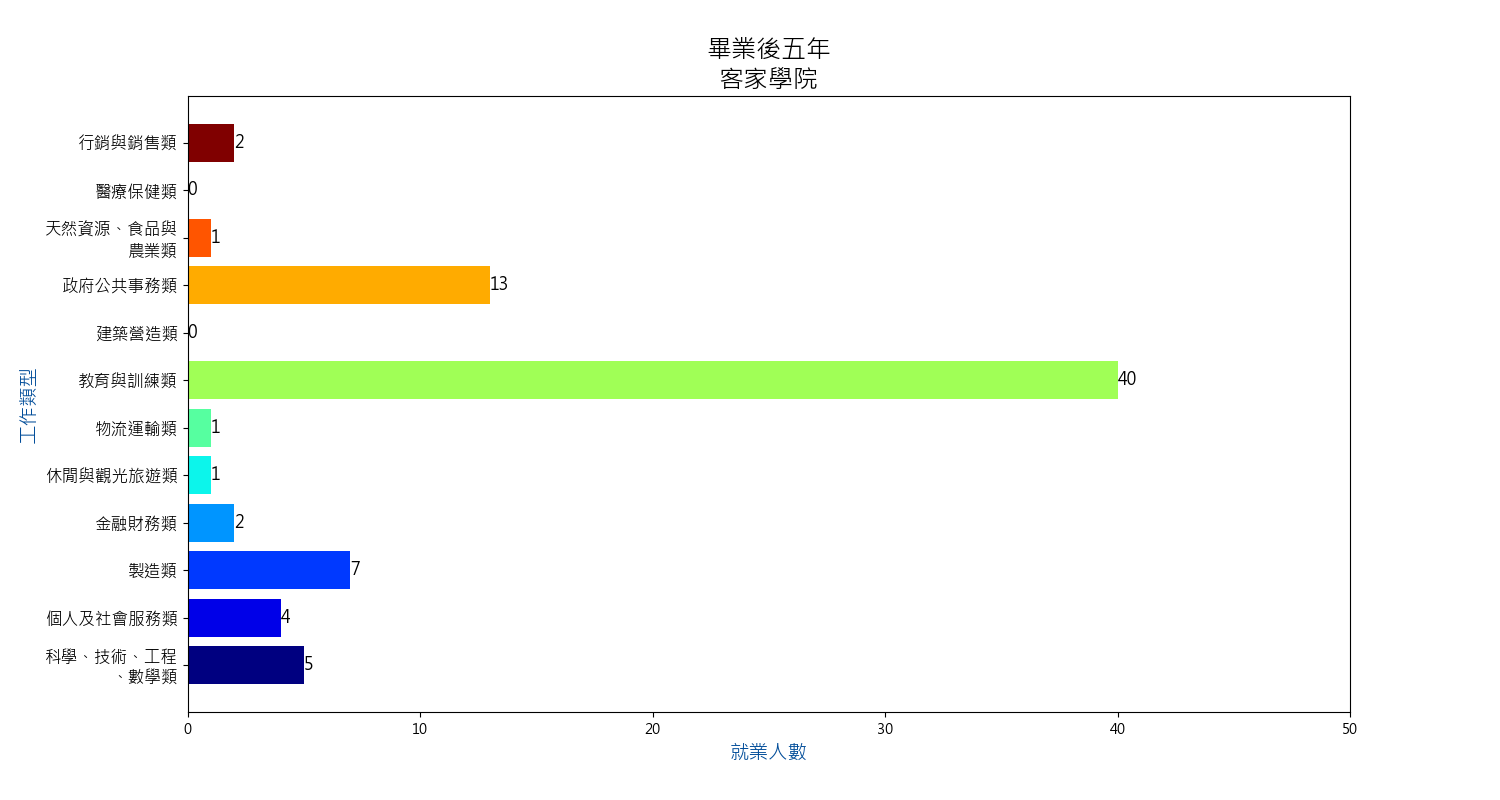 畢業後五年
客家學院
行銷與銷售類
2
醫療保健類
0
天然資源、食品與
農業類
1
政府公共事務類
13
建築營造類
0
教育與訓練類
40
物流運輸類
1
休閒與觀光旅遊類
1
金融財務類
2
製造類
7
個人及社會服務類
4
科學、技術、工程
、數學類
5
工作類型
0 10 20 30 40 50
就業人數